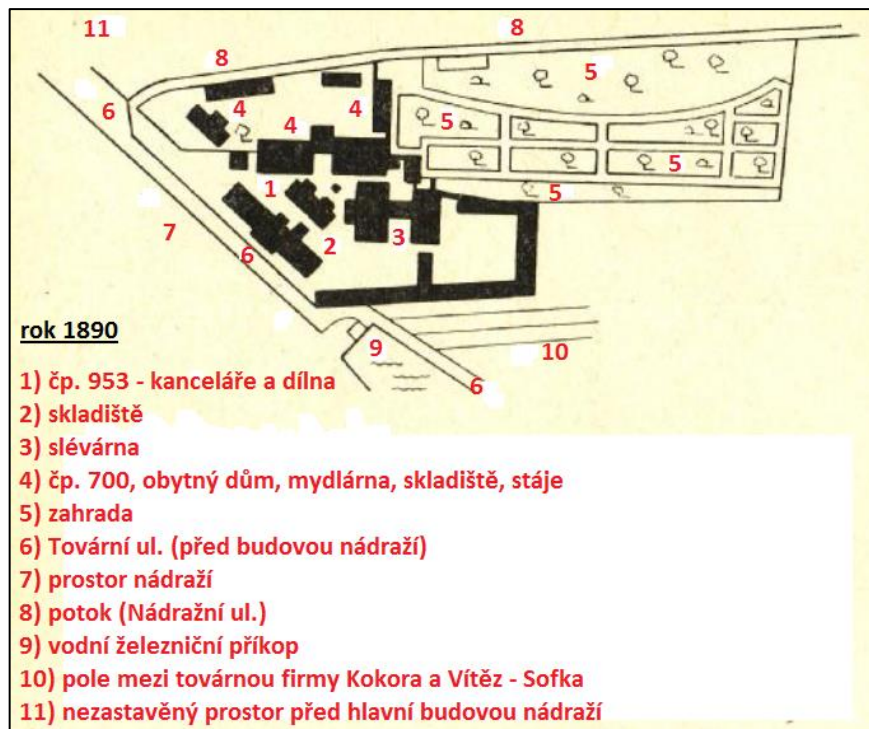 11
8
8
5
6
4
4
4
5
5
1
5
7
2
3
6
rok 1890
9
10
6
1) čp. 953 - kanceláře a dílna
2) skladiště
3) slévárna
4) čp. 700, obytný dům, mydlárna, skladiště, stáje
5) zahrada
6) Tovární ul. (před budovou nádraží)
7) prostor nádraží
8) potok (Nádražní ul.)
9) vodní železniční příkop
10) pole mezi továrnou firmy Kokora a Vítěz - Sofka
11) nezastavěný prostor před hlavní budovou nádraží